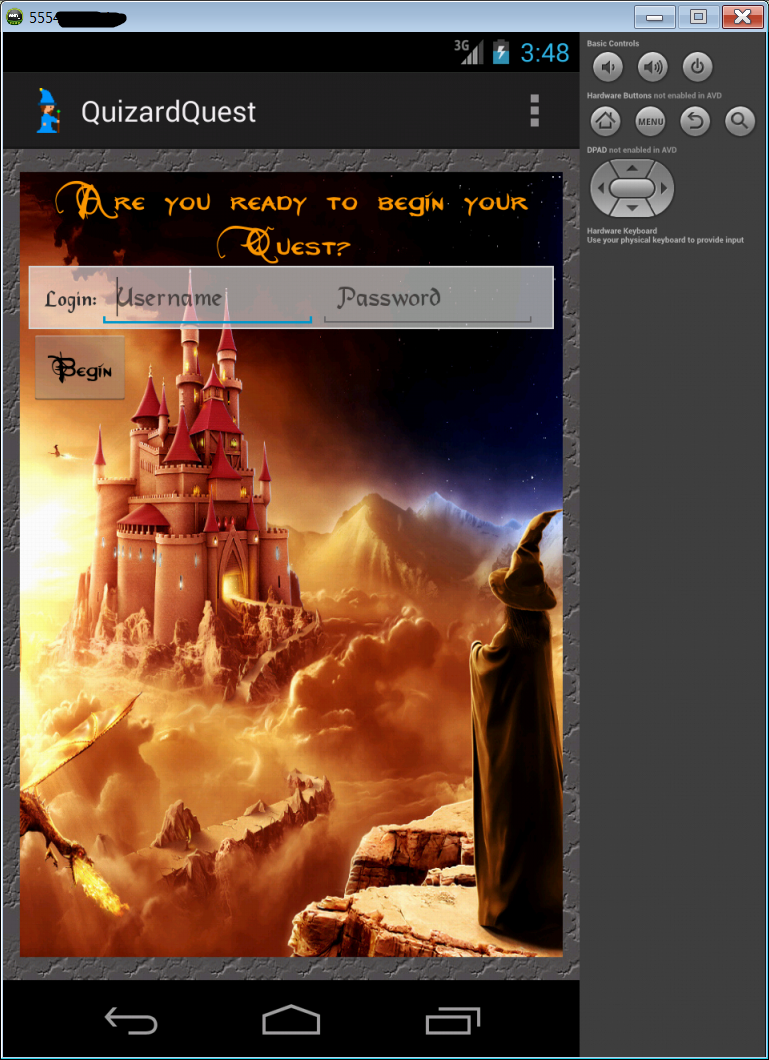 5554
3G 3:48
QuizardQuest
Are you ready to begin your
Quest?
Login: Username Password
Begin
Basic Controls
Hardware Buttons not enabled in AVD
MENU
DPAD not enabled in AVD
Hardware Keyboard
Use your physical keyboard to provide input